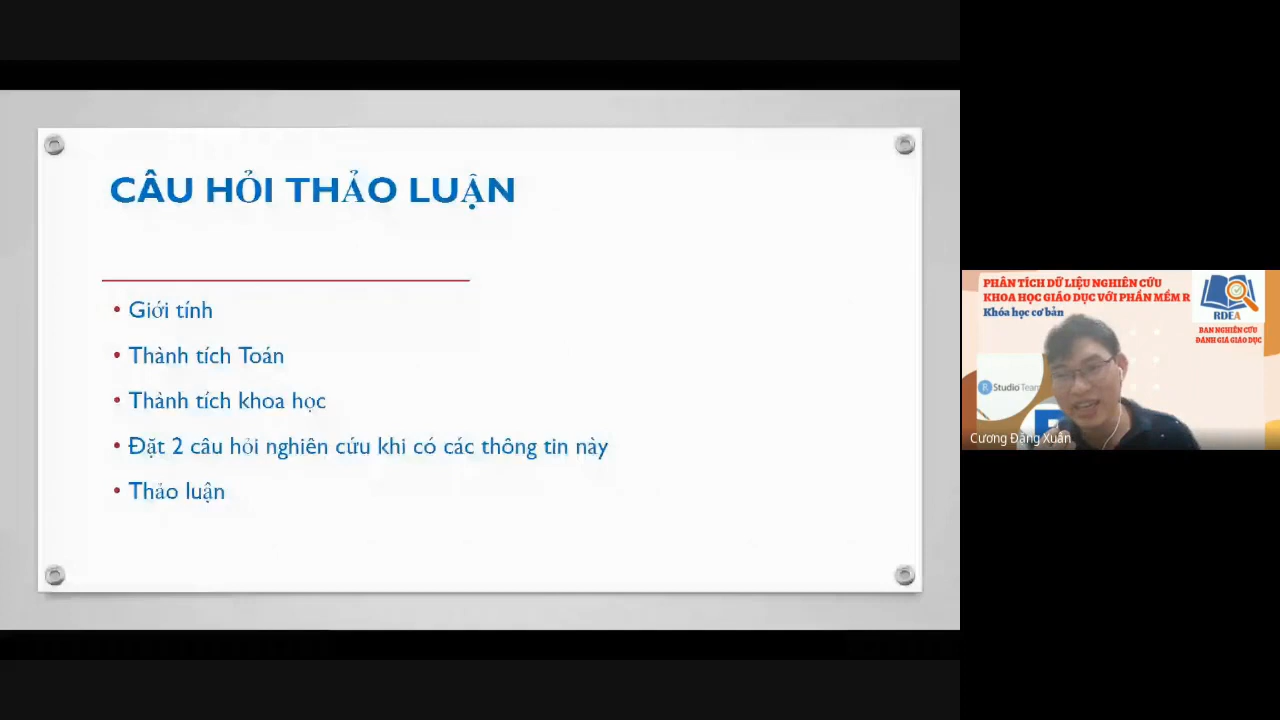 CÂU HỎI THẢO LUẬN
• Giới tính
• Thành tích Toán
• Thành tích khoa học
• Đặt 2 câu hỏi nghiên cứu khi có các thông tin này
• Thảo luận
PHÂN TÍCH DỮ LIỆU NGHIÊN CỨU
KHOA HỌC GIÁO DỤC VỚI PHẦN MỀM R
Khóa học cơ bản
RDEA
BAN NGHIÊN CỨU
ĐÁNH GIÁ GIÁO DỤC
R Studio Team
Cương Đặng Xuân